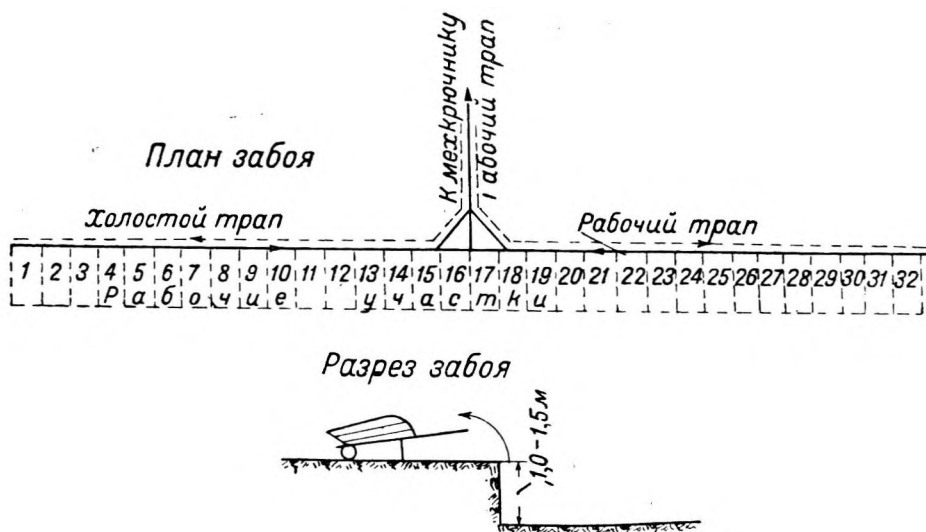 План забоя
К мехкрючнику
Рабочий трап
Холостой трап
Рабочий трап
1 2 3 4 5 6 7 8 9 10 11 12 13 14 15 16 17 18 19 20 21 22 23 24 25 26 27 28 29 30 31 32
Рабочие участки
Разрез забоя
1,0-1,5м